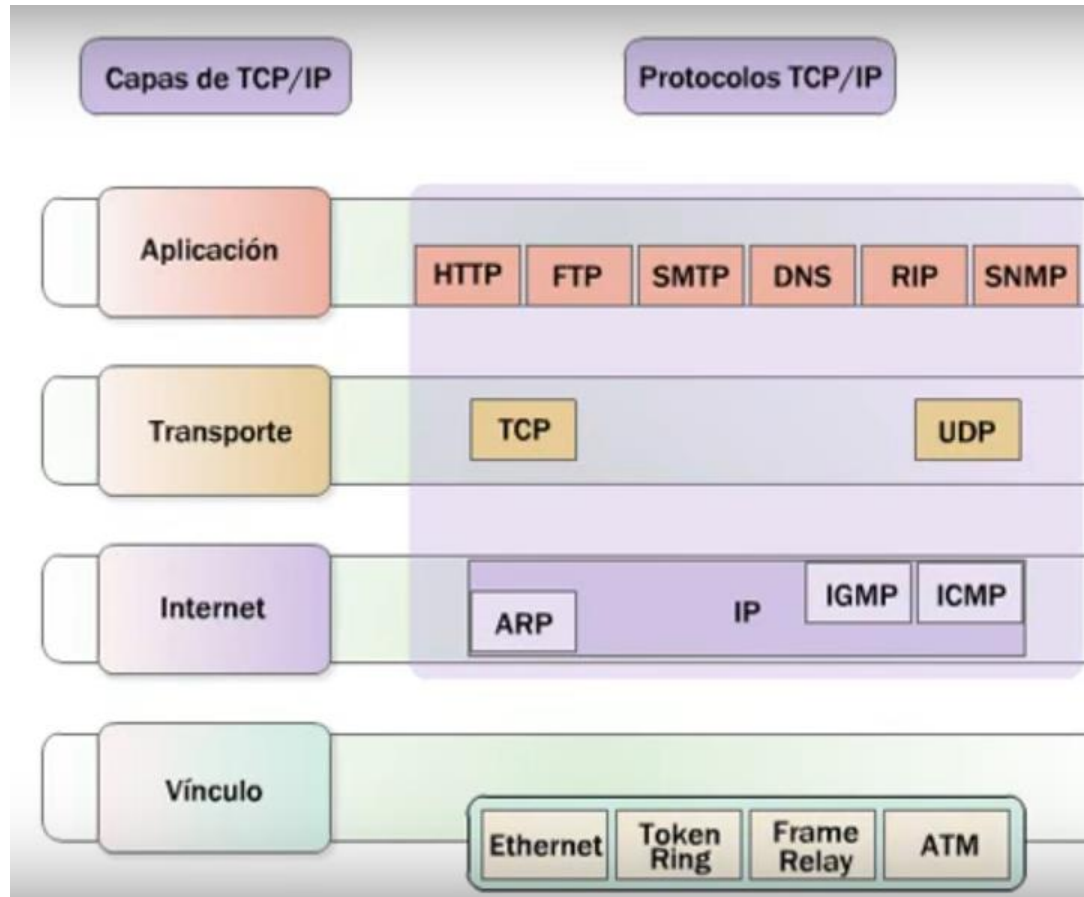 Capas de TCP/IP
Protocolos TCP/IP
Aplicación
HTTP
FTP
SMTP
DNS
RIP
SNMP
Transporte
TCP
UDP
Internet
ARP
IP
IGMP
ICMP
Vínculo
Ethernet
Token
Ring
Frame
Relay
ATM